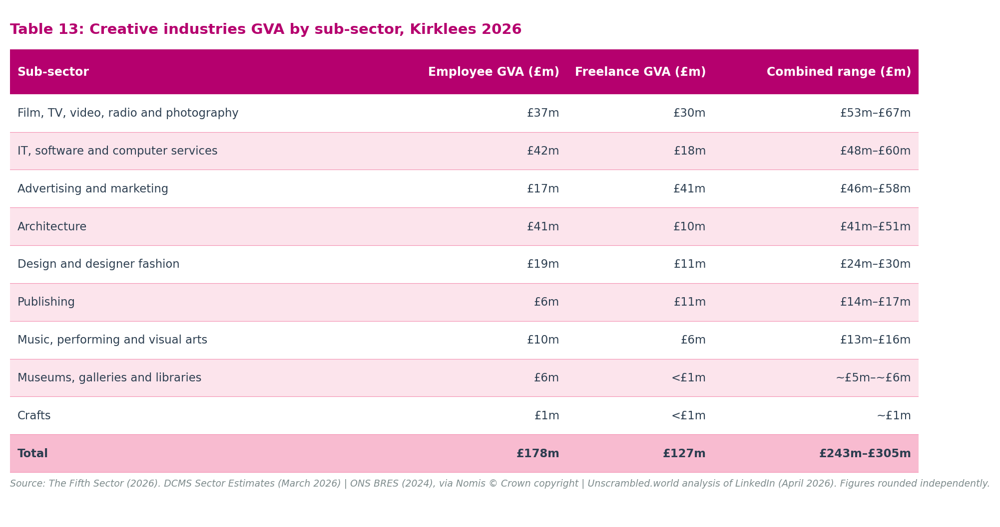 Table 13: Creative industries GVA by sub-sector, Kirklees 2026
Sub-sector Employee GVA (£m) Freelance GVA (£m) Combined range (£m)
Film, TV, video, radio and photography £37m £30m £53m–£67m
IT, software and computer services £42m £18m £48m–£60m
Advertising and marketing £17m £41m £46m–£58m
Architecture £41m £10m £41m–£51m
Design and designer fashion £19m £11m £24m–£30m
Publishing £6m £11m £14m–£17m
Music, performing and visual arts £10m £6m £13m–£16m
Museums, galleries and libraries £6m <£1m ~£5m–~£6m
Crafts £1m <£1m ~£1m
Total £178m £127m £243m–£305m
Source: The Fifth Sector (2026). DCMS Sector Estimates (March 2026) | ONS BRES (2024), via Nomis © Crown copyright | Unscrambled.world analysis of LinkedIn (April 2026). Figures rounded independently.